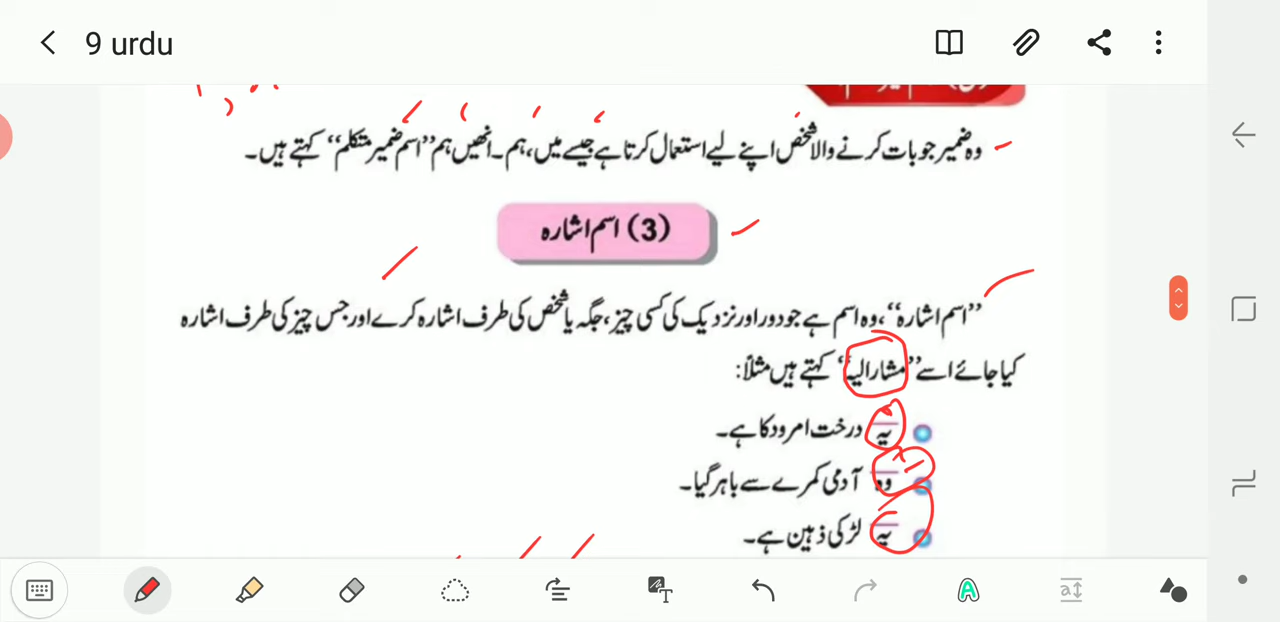 9 urdu
وہ ضمیر جو بات کرنے والا شخص اپنے لیے استعمال کرتا ہے جیسے میں، ہم۔ انھیں ہم ”اسم ضمیر متکلم“ کہتے ہیں۔
(3) اسم اشارہ
”اسم اشارہ“، وہ اسم ہے جو دور اور نزدیک کی کسی چیز، جگہ یا شخص کی طرف اشارہ کرے اور جس چیز کی طرف اشارہ
کیا جائے اسے ”مشار الیہ“ کہتے ہیں مثلاً:
یہ درخت امرود کا ہے۔
وہ آدمی کمرے سے باہر گیا۔
یہ لڑکی ذہین ہے۔